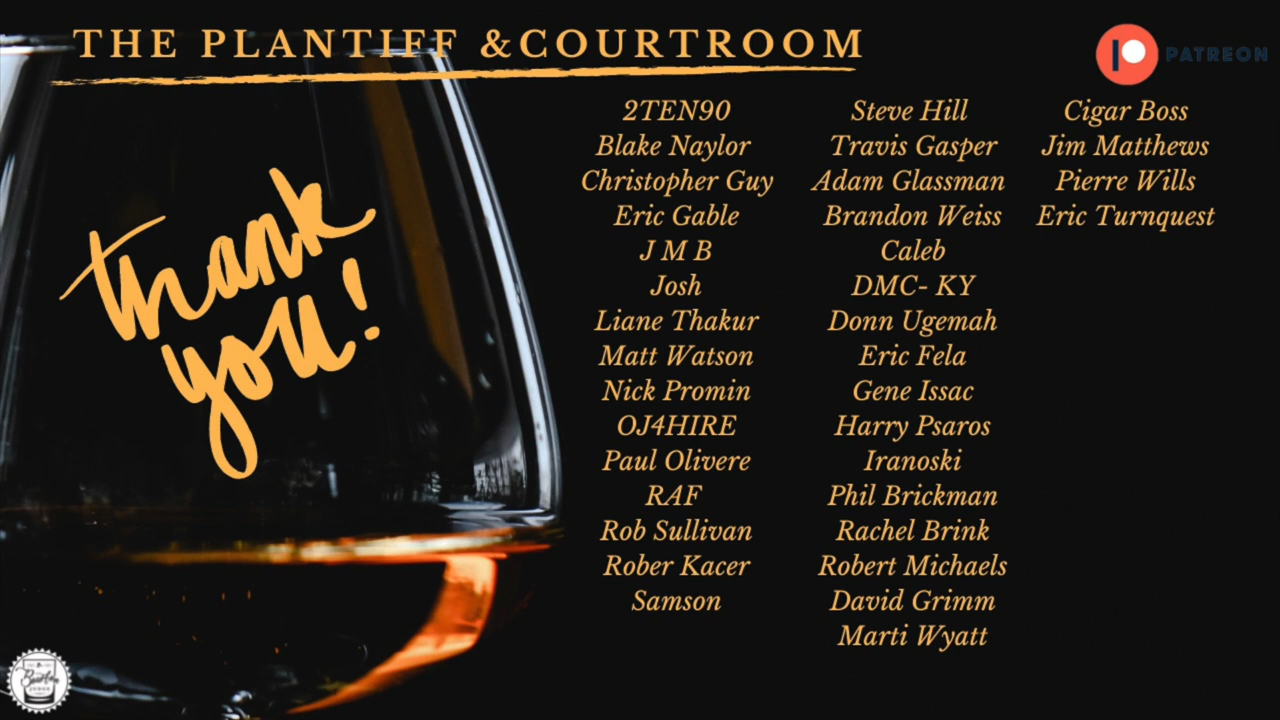 THE PLANTIFF &COURTROOM
PATREON
thank
you!
2TEN90
Blake Naylor
Christopher Guy
Eric Gable
J M B
Josh
Liane Thakur
Matt Watson
Nick Promin
OJ4HIRE
Paul Olivere
RAF
Rob Sullivan
Rober Kacer
Samson
Steve Hill
Travis Gasper
Adam Glassman
Brandon Weiss
Caleb
DMC- KY
Donn Ugemah
Eric Fela
Gene Issac
Harry Psaros
Iranoski
Phil Brickman
Rachel Brink
Robert Michaels
David Grimm
Marti Wyatt
Cigar Boss
Jim Matthews
Pierre Wills
Eric Turnquest
Bourbon